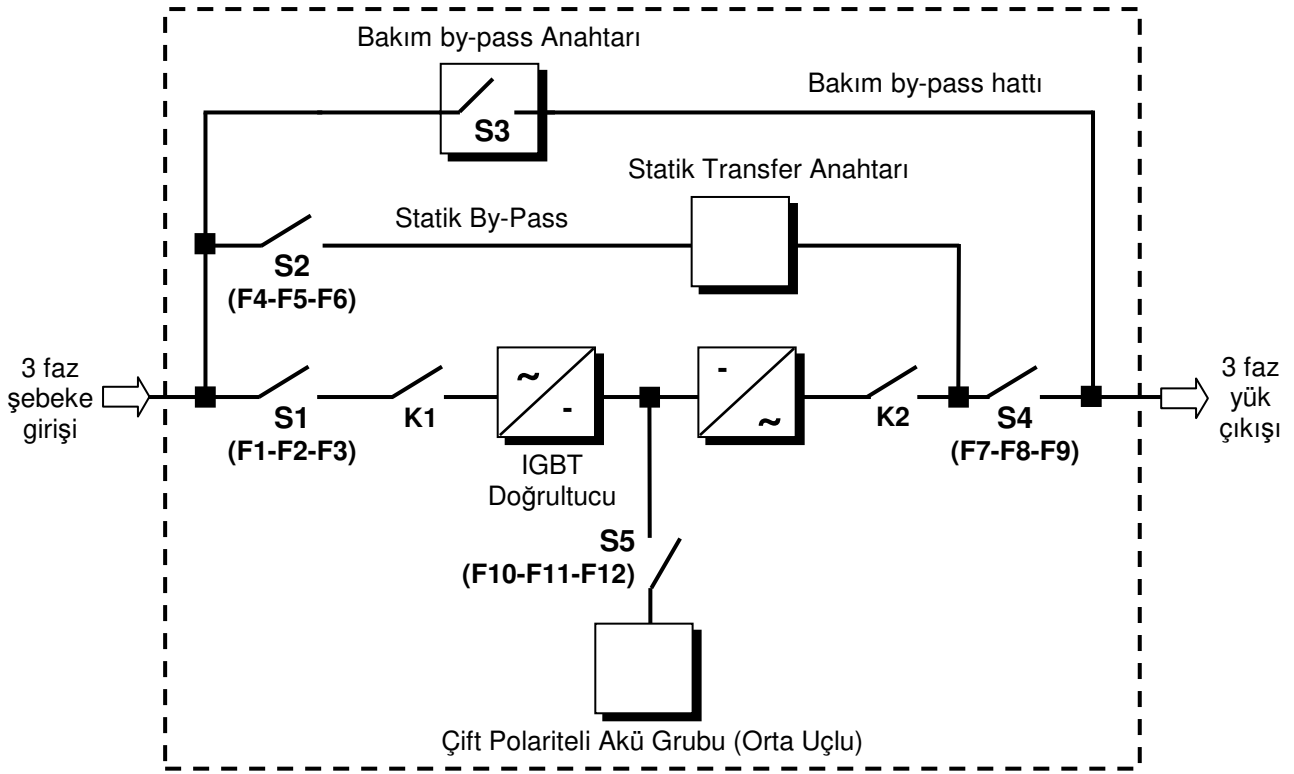 Bakım by-pass Anahtarı
Bakım by-pass hattı
S3
Statik Transfer Anahtarı
Statik By-Pass
S2
(F4-F5-F6)
3 faz
şebeke
girişi
S1
(F1-F2-F3)
K1
~
-
IGBT
Doğrultucu
-
~
K2
S4
(F7-F8-F9)
3 faz
yük
çıkışı
S5
(F10-F11-F12)
Çift Polariteli Akü Grubu (Orta Uçlu)